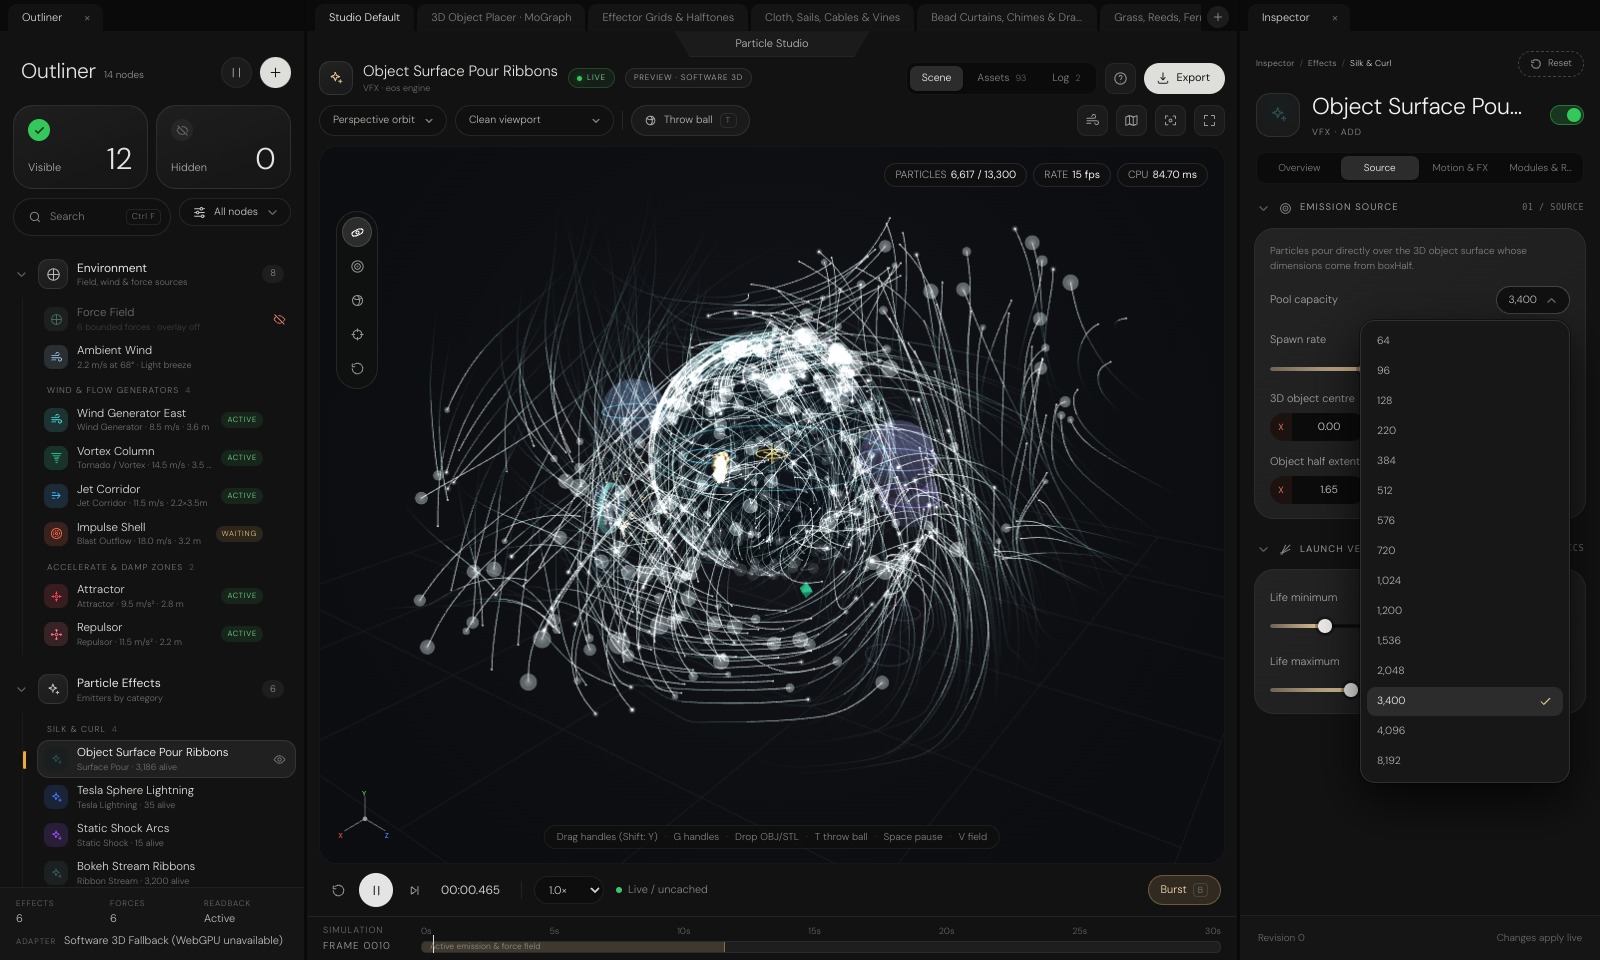 Outliner ×
Studio Default
3D Object Placer · MoGraph
Effector Grids & Halftones
Cloth, Sails, Cables & Vines
Bead Curtains, Chimes & Dra...
Grass, Reeds,
Inspector ×
Particle Studio
Outliner 14 nodes
Visible 12
Hidden 0
Search Ctrl F
All nodes
Environment 8
Field, wind & force sources
Force Field
6 bounded forces · overlay off
Ambient Wind
2.2 m/s at 68° · Light breeze
WIND & FLOW GENERATORS 4
Wind Generator East ACTIVE
Wind Generator · 8.5 m/s · 3.6 m
Vortex Column ACTIVE
Tornado / Vortex · 14.5 m/s · 3.5 ...
Jet Corridor ACTIVE
Jet Corridor · 11.5 m/s · 2.2×3.5m
Impulse Shell WAITING
Blast Outflow · 18.0 m/s · 3.2 m
ACCELERATE & DAMP ZONES 2
Attractor ACTIVE
Attractor · 9.5 m/s² · 2.8 m
Repulsor ACTIVE
Repulsor · 11.5 m/s² · 2.2 m
Particle Effects 6
Emitters by category
SILK & CURL 4
Object Surface Pour Ribbons
Surface Pour · 3,186 alive
Tesla Sphere Lightning
Tesla Lightning · 35 alive
Static Shock Arcs
Static Shock · 15 alive
Bokeh Stream Ribbons
Ribbon Stream · 3,200 alive
EFFECTS FORCES READBACK
6 6 Active
ADAPTER Software 3D Fallback (WebGPU unavailable)
Object Surface Pour Ribbons LIVE PREVIEW · SOFTWARE 3D
VFX · eos engine
Scene Assets 93 Log 2
Export
Perspective orbit
Clean viewport
Throw ball T
PARTICLES 6,617 / 13,300
RATE 15 fps
CPU 84.70 ms
Y
X
Z
Drag handles (Shift: Y) · G handles · Drop OBJ/STL · T throw ball · Space pause · V field
00:00.465
1.0×
Live / uncached
Burst B
SIMULATION 0s 5s 10s 15s 20s 25s 30s
FRAME 0010 Active emission & force field
Inspector / Effects / Silk & Curl
Reset
Object Surface Pou...
VFX · ADD
Overview Source Motion & FX Modules & R...
EMISSION SOURCE 01 / SOURCE
Particles pour directly over the 3D object surface whose
dimensions come from boxHalf.
Pool capacity 3,400
Spawn rate
3D object centre
X 0.00
Object half extent
X 1.65
LAUNCH VE
Life minimum
Life maximum
64
96
128
220
384
512
576
720
1,024
1,200
1,536
2,048
3,400
4,096
8,192
Revision 0 Changes apply live